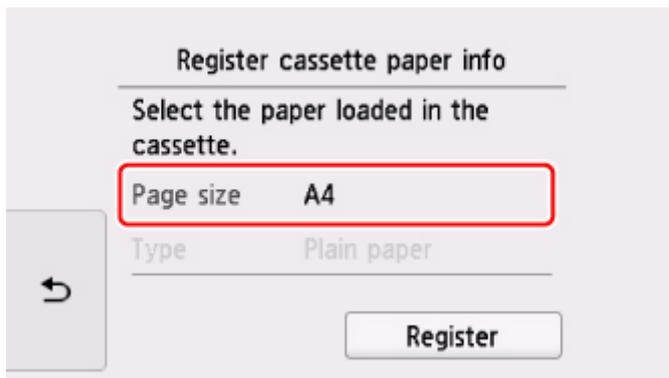 Register cassette paper info
Select the paper loaded in the
cassette.
Page size A4
Type Plain paper
Register